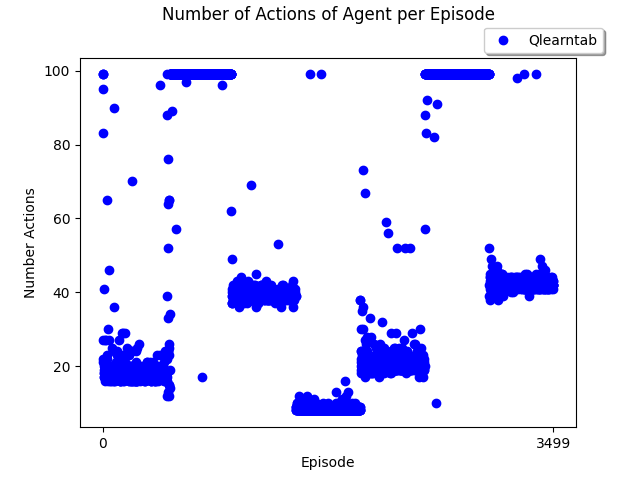 Number of Actions of Agent per Episode
Qlearntab
100
80
60
40
20
Number Actions
0
3499
Episode